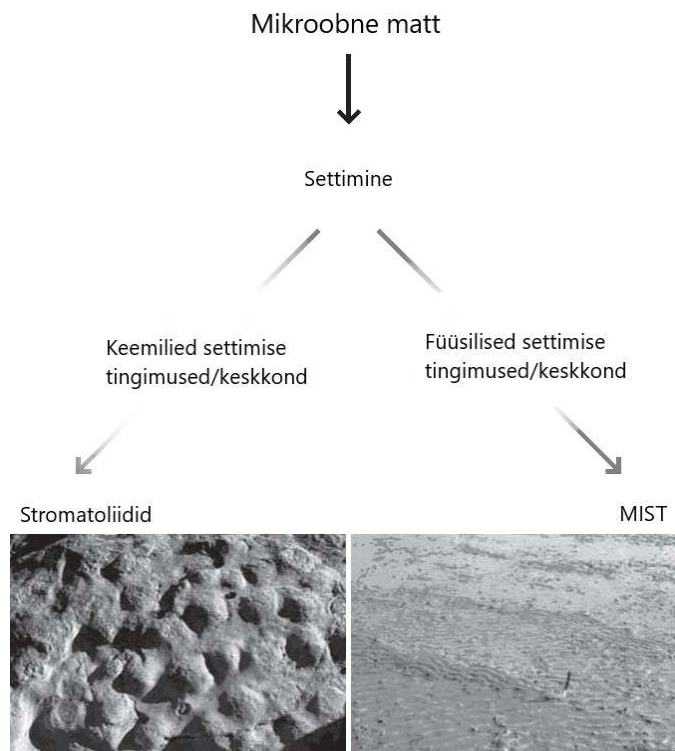 Mikroobne matt
Settimine
Keemilied settimise
tingimused/keskkond
Füüsilised settimise
tingimused/keskkond
Stromatoliidid
MIST